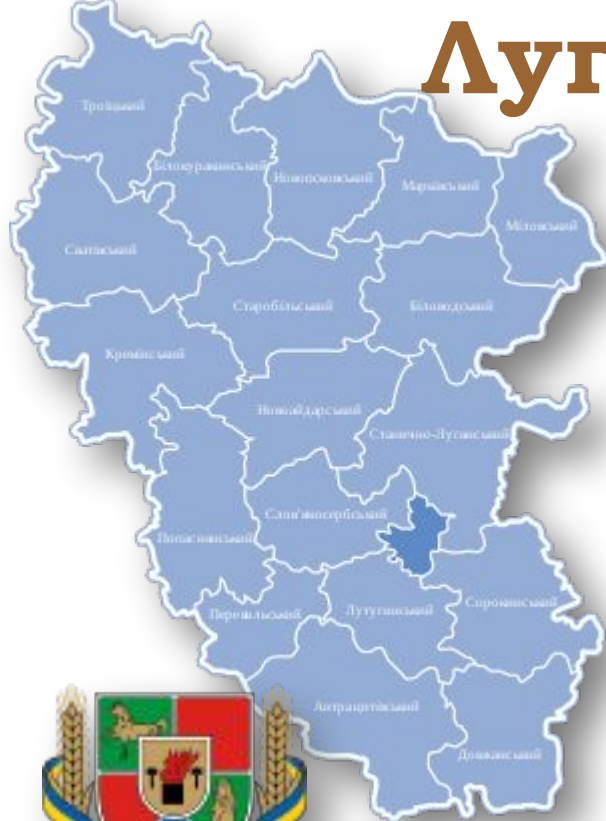 Луг
Троїцький
Білокуракинський
Новопсковський
Марківський
Міловський
Сватівський
Старобільський
Біловодський
Кремінський
Новоайдарський
Станично-Луганський
Слов'яносербський
Попаснянський
Перевальський
Лутугинський
Сорокинський
Антрацитівський
Довжанський